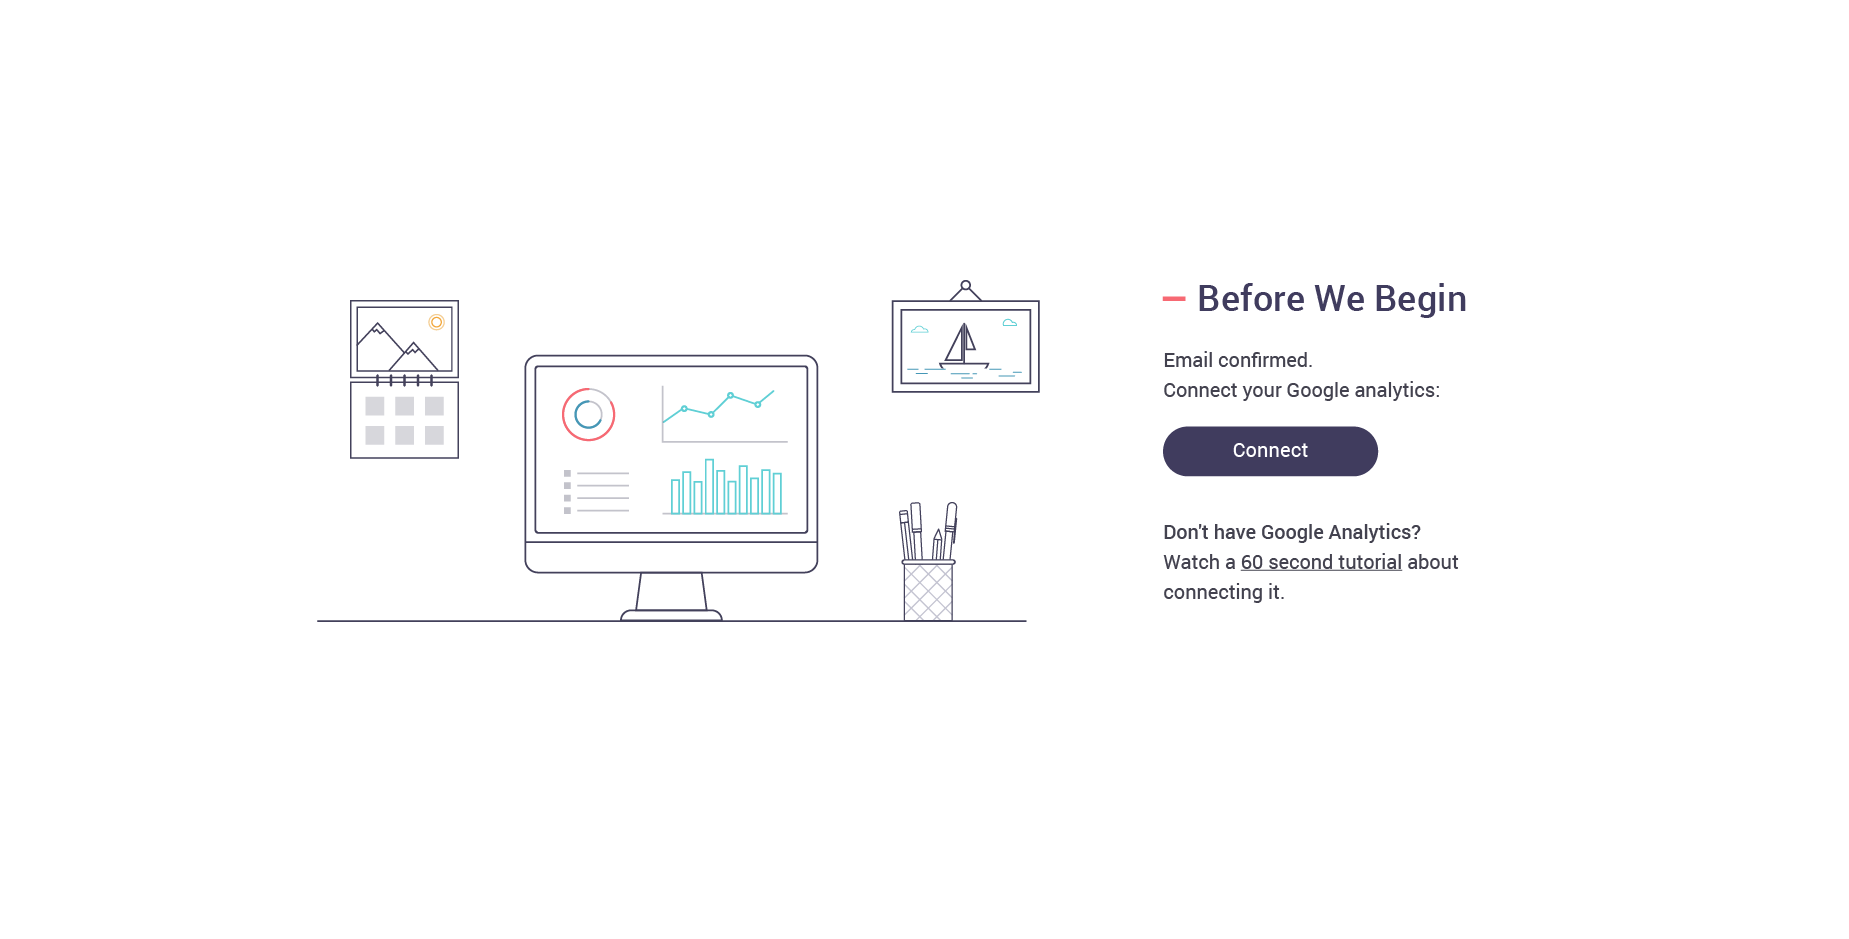 Before We Begin
Email confirmed.
Connect your Google analytics:
Connect
Don't have Google Analytics?
Watch a 60 second tutorial about
connecting it.